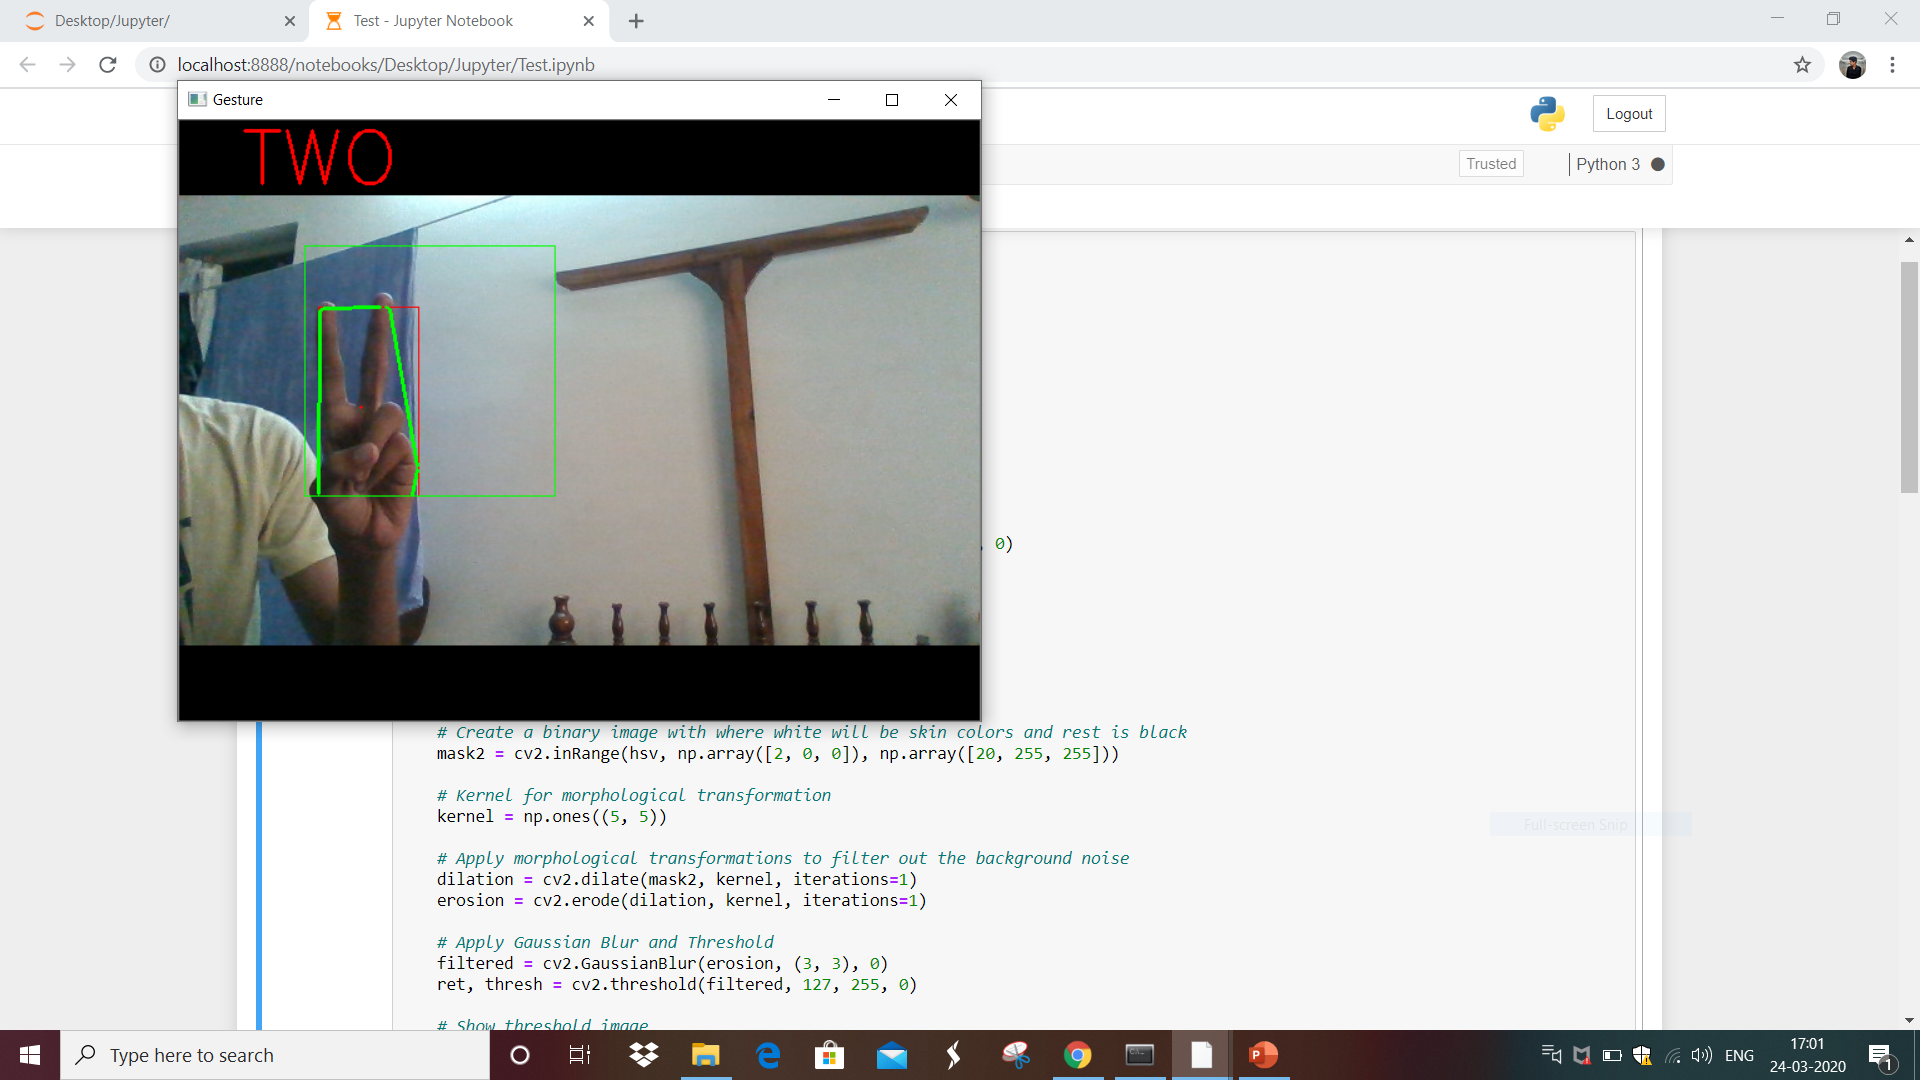 Desktop/Jupyter/
Test - Jupyter Notebook
localhost:8888/notebooks/Desktop/Jupyter/Test.ipynb
Gesture
TWO
Logout
Trusted
Python 3
, 0)
# Create a binary image with where white will be skin colors and rest is black
mask2 = cv2.inRange(hsv, np.array([2, 0, 0]), np.array([20, 255, 255]))
# Kernel for morphological transformation
kernel = np.ones((5, 5))
Full-screen Snip
# Apply morphological transformations to filter out the background noise
dilation = cv2.dilate(mask2, kernel, iterations=1)
erosion = cv2.erode(dilation, kernel, iterations=1)
# Apply Gaussian Blur and Threshold
filtered = cv2.GaussianBlur(erosion, (3, 3), 0)
ret, thresh = cv2.threshold(filtered, 127, 255, 0)
# Show threshold image
Type here to search
ENG
17:01
24-03-2020
1